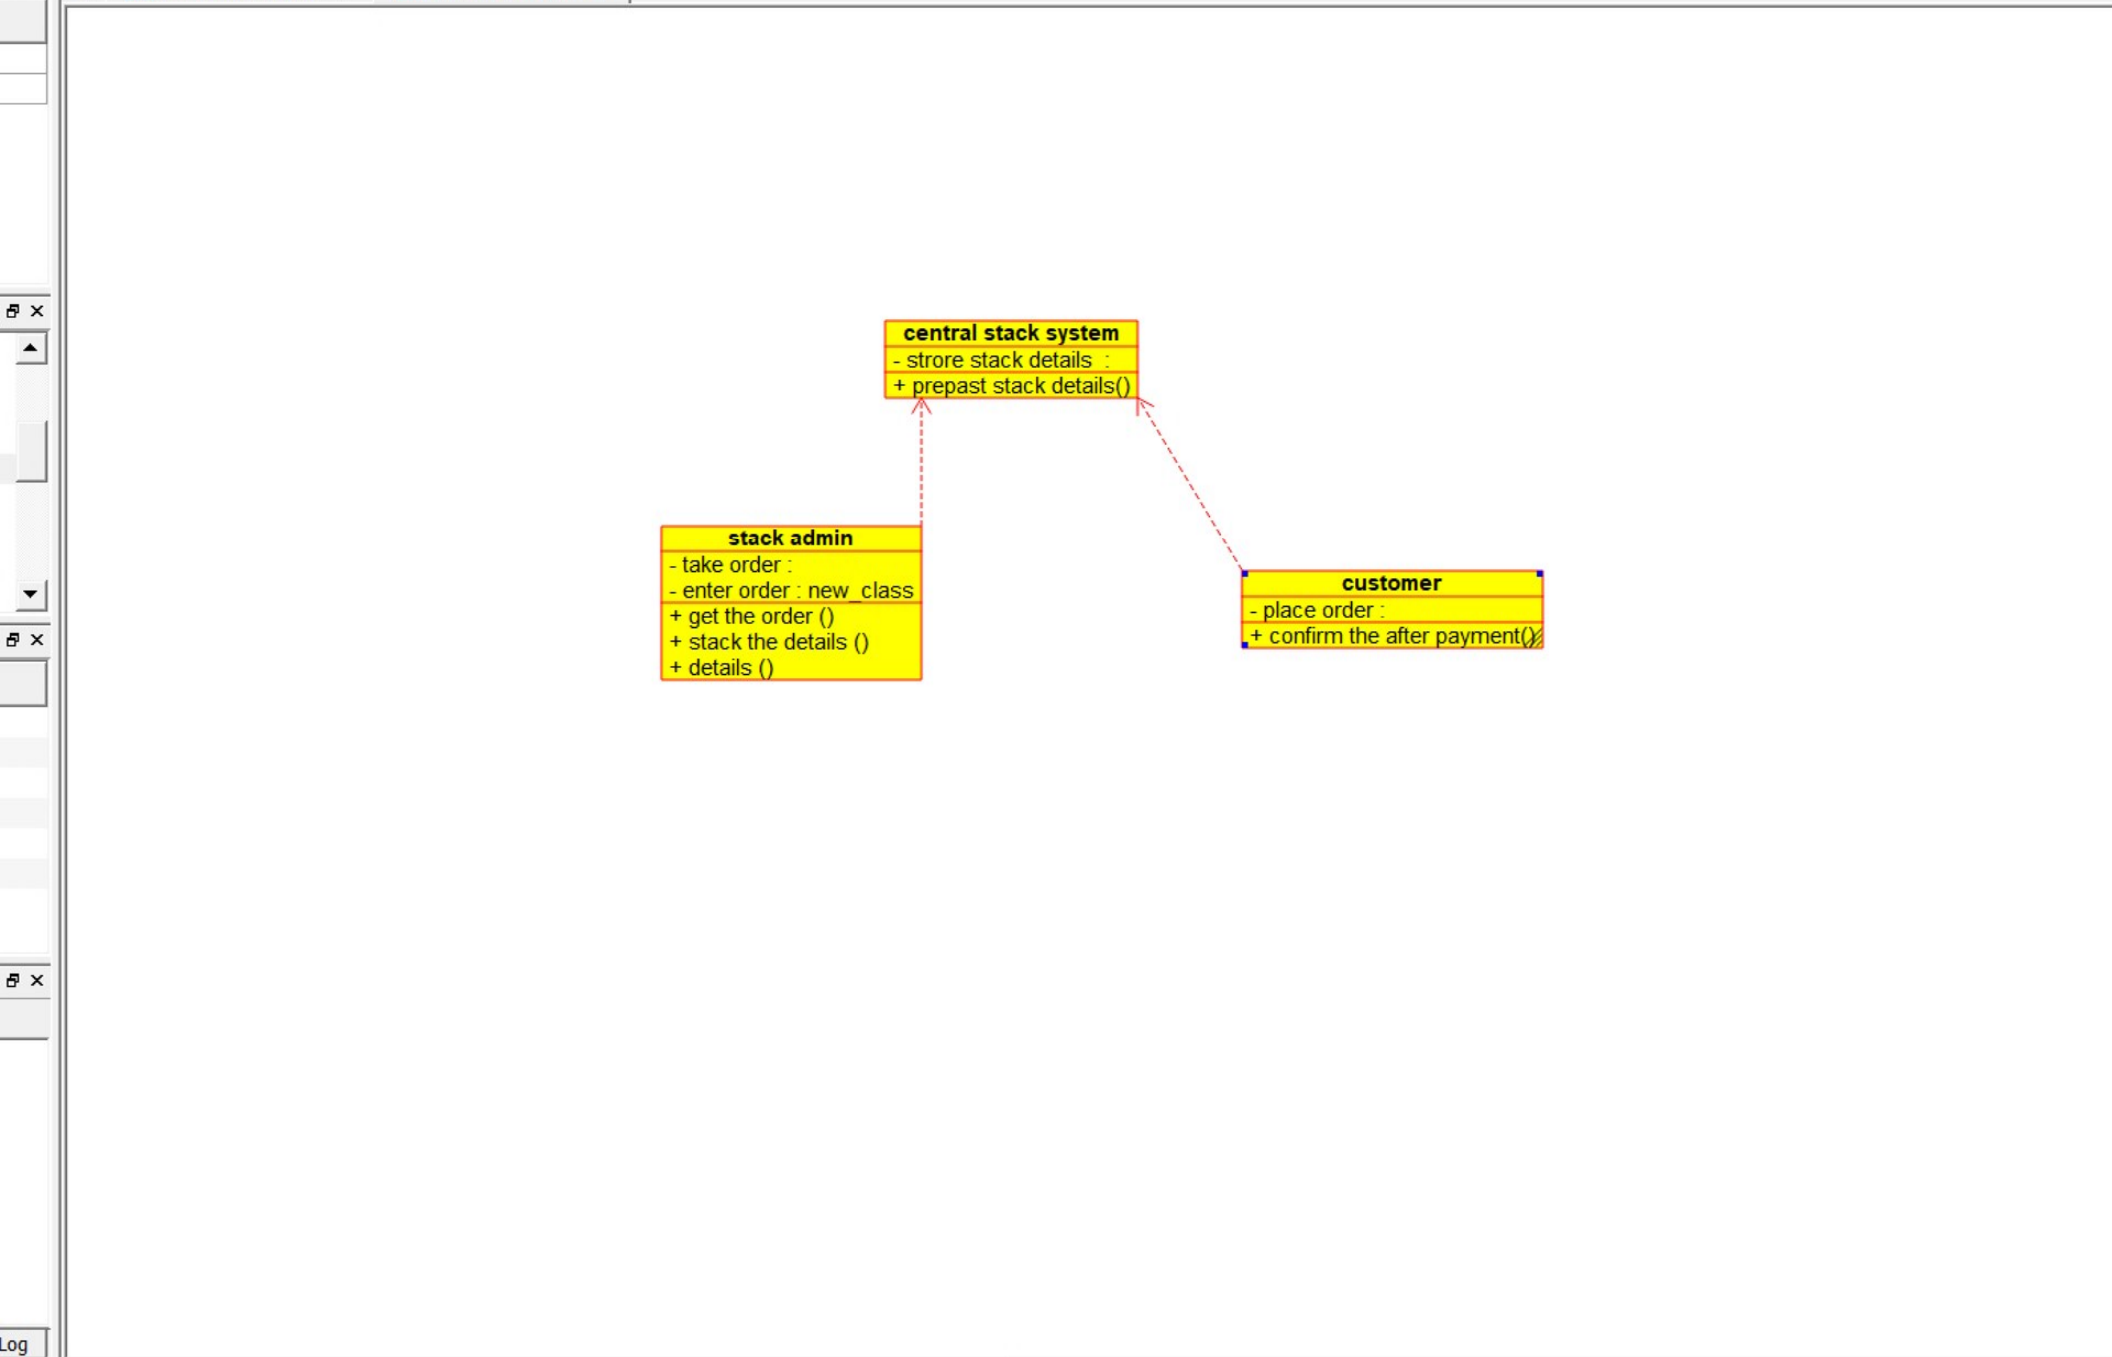 central stack system
- strore stack details  :
+ prepast stack details()
stack admin
- take order :
- enter order : new_class
+ get the order ()
+ stack the details ()
+ details ()
customer
- place order :
+ confirm the after payment()
Log